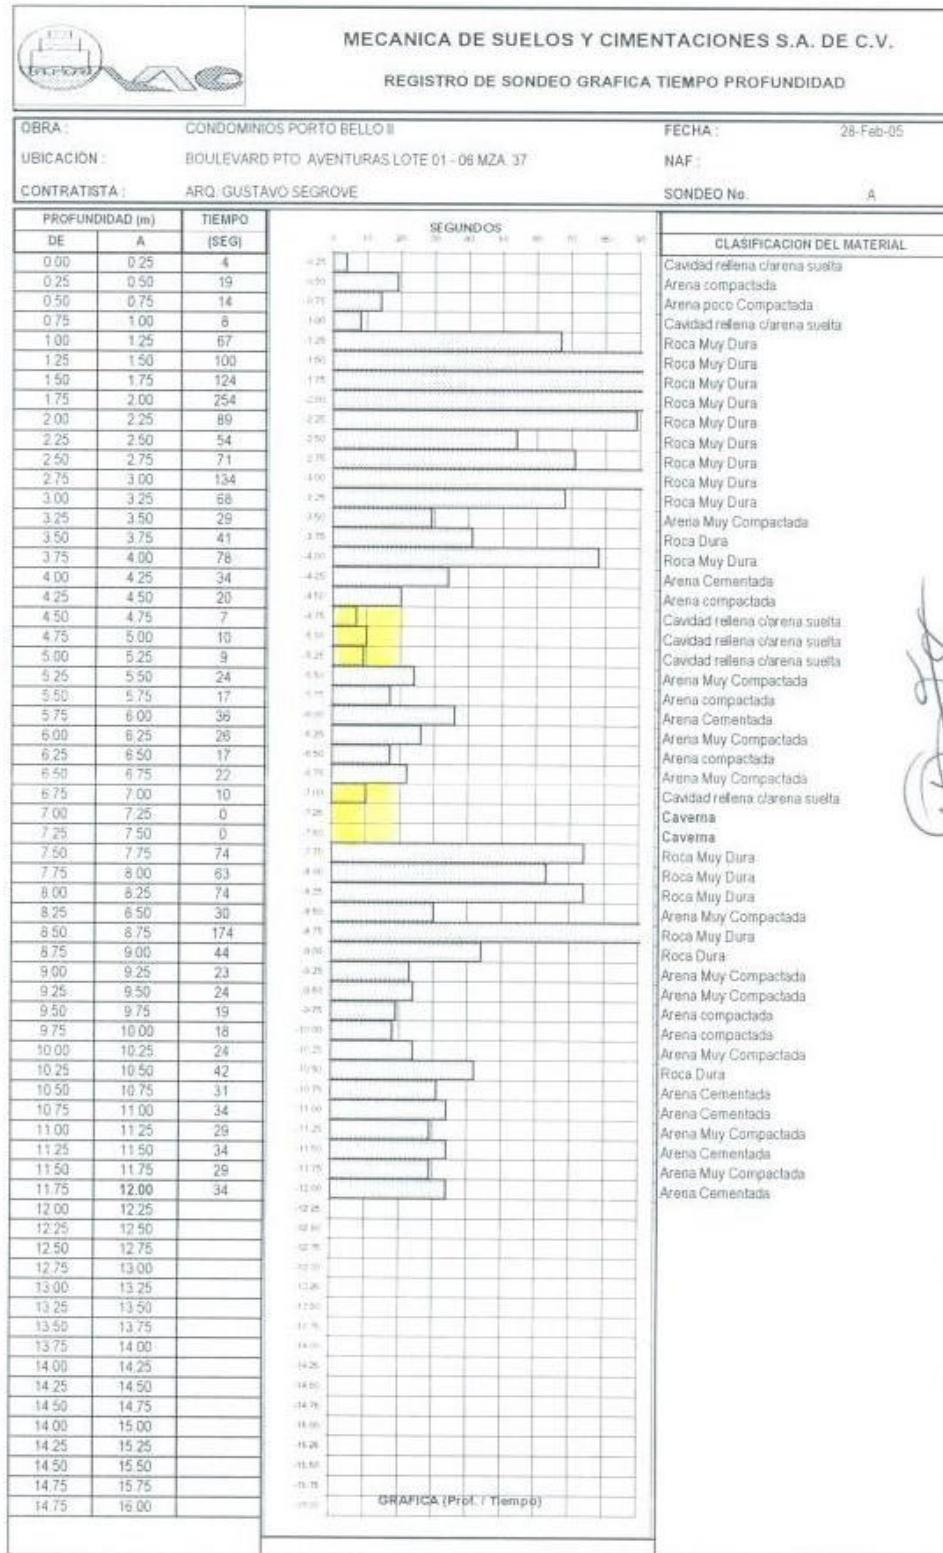 MECANICA DE SUELOS Y CIMENTACIONES S.A. DE C.V.
REGISTRO DE SONDEO GRAFICA TIEMPO PROFUNDIDAD
OBRA : CONDOMINIOS PORTO BELLO II FECHA : 28-Feb-05
UBICACIÓN : BOULEVARD PTO. AVENTURAS LOTE 01 - 06 MZA. 37 NAF :
CONTRATISTA : ARQ. GUSTAVO SEGROVE SONDEO No. A
PROFUNDIDAD (m) TIEMPO SEGUNDOS
DE A (SEG) CLASIFICACION DEL MATERIAL
0.00 0.25 4 Cavidad rellena c/arena suelta
0.25 0.50 19 Arena compactada
0.50 0.75 14 Arena poco Compactada
0.75 1.00 8 Cavidad rellena c/arena suelta
1.00 1.25 67 Roca Muy Dura
1.25 1.50 100 Roca Muy Dura
1.50 1.75 124 Roca Muy Dura
1.75 2.00 254 Roca Muy Dura
2.00 2.25 89 Roca Muy Dura
2.25 2.50 54 Roca Muy Dura
2.50 2.75 71 Roca Muy Dura
2.75 3.00 134 Roca Muy Dura
3.00 3.25 68 Roca Muy Dura
3.25 3.50 29 Arena Muy Compactada
3.50 3.75 41 Roca Dura
3.75 4.00 78 Roca Muy Dura
4.00 4.25 34 Arena Cementada
4.25 4.50 20 Arena compactada
4.50 4.75 7 Cavidad rellena c/arena suelta
4.75 5.00 10 Cavidad rellena c/arena suelta
5.00 5.25 9 Cavidad rellena c/arena suelta
5.25 5.50 24 Arena Muy Compactada
5.50 5.75 17 Arena compactada
5.75 6.00 36 Arena Cementada
6.00 6.25 26 Arena Muy Compactada
6.25 6.50 17 Arena compactada
6.50 6.75 22 Arena Muy Compactada
6.75 7.00 10 Cavidad rellena c/arena suelta
7.00 7.25 0 Caverna
7.25 7.50 0 Caverna
7.50 7.75 74 Roca Muy Dura
7.75 8.00 63 Roca Muy Dura
8.00 8.25 74 Roca Muy Dura
8.25 8.50 30 Arena Muy Compactada
8.50 8.75 174 Roca Muy Dura
8.75 9.00 44 Roca Dura
9.00 9.25 23 Arena Muy Compactada
9.25 9.50 24 Arena Muy Compactada
9.50 9.75 19 Arena compactada
9.75 10.00 18 Arena compactada
10.00 10.25 24 Arena Muy Compactada
10.25 10.50 42 Roca Dura
10.50 10.75 31 Arena Cementada
10.75 11.00 34 Arena Cementada
11.00 11.25 29 Arena Muy Compactada
11.25 11.50 34 Arena Cementada
11.50 11.75 29 Arena Muy Compactada
11.75 12.00 34 Arena Cementada
12.00 12.25
12.25 12.50
12.50 12.75
12.75 13.00
13.00 13.25
13.25 13.50
13.50 13.75
13.75 14.00
14.00 14.25
14.25 14.50
14.50 14.75
14.00 15.00
14.25 15.25
14.50 15.50
14.75 15.75
14.75 16.00
GRAFICA (Prof. / Tiempo)